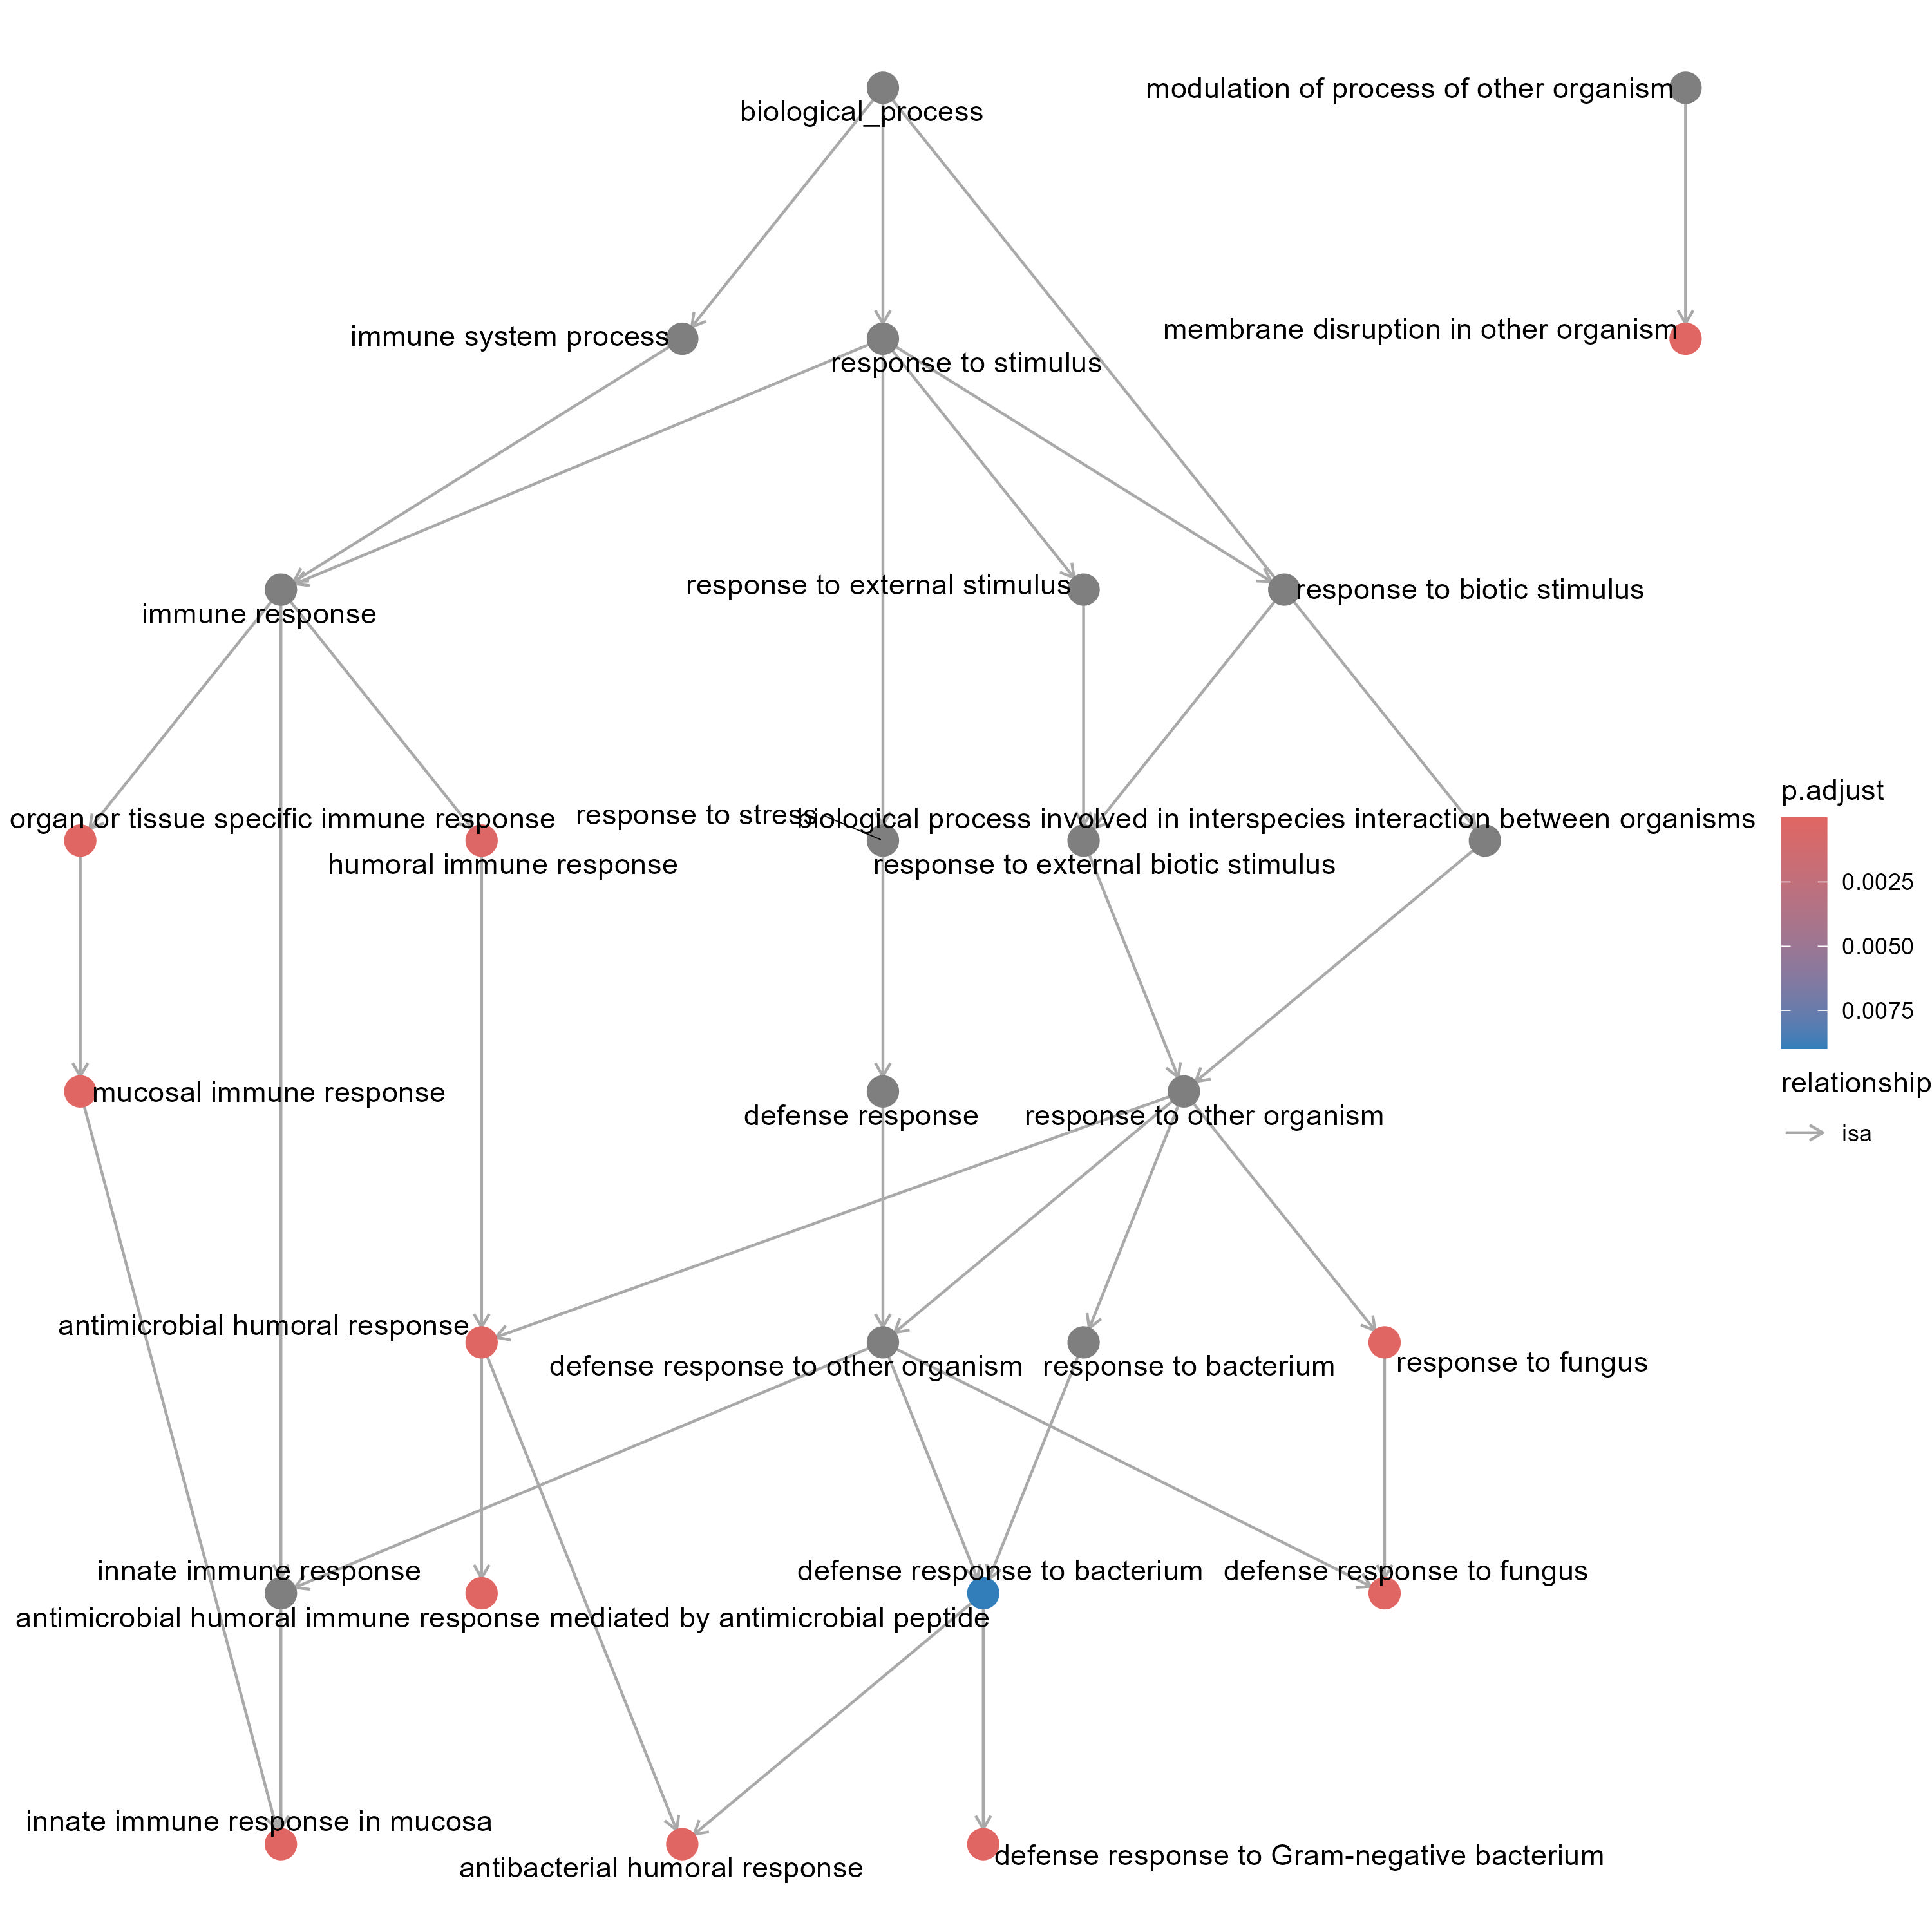 biological_process
modulation of process of other organism
immune system process
response to stimulus
membrane disruption in other organism
immune response
response to external stimulus
response to biotic stimulus
organ or tissue specific immune response
humoral immune response
response to stress
biological process involved in interspecies interaction between organisms
response to external biotic stimulus
mucosal immune response
defense response
response to other organism
antimicrobial humoral response
defense response to other organism
response to bacterium
response to fungus
innate immune response
defense response to bacterium
defense response to fungus
antimicrobial humoral immune response mediated by antimicrobial peptide
innate immune response in mucosa
antibacterial humoral response
defense response to Gram-negative bacterium
p.adjust
0.0025
0.0050
0.0075
relationship
isa